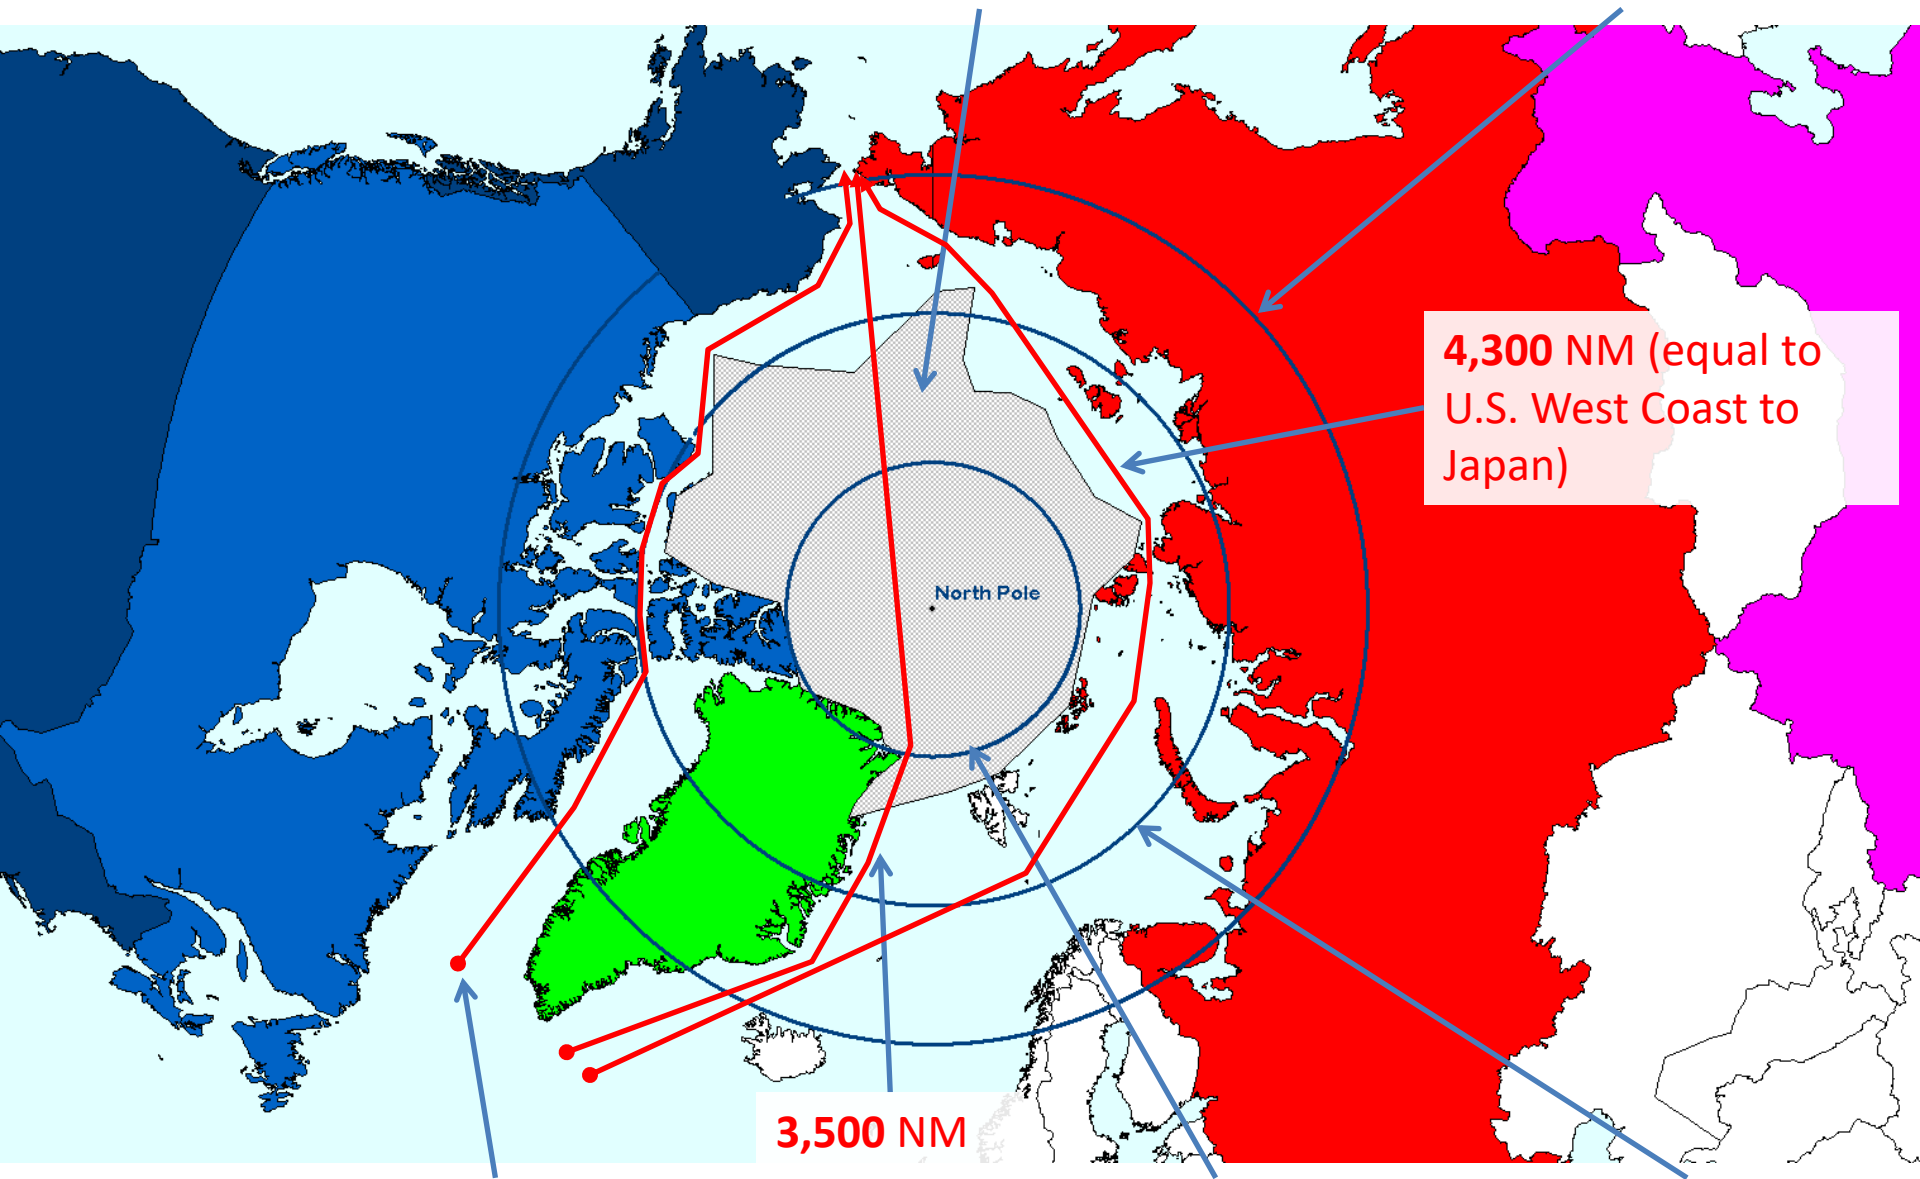 4,300 NM (equal to
U.S. West Coast to
Japan)
North Pole
3,500 NM